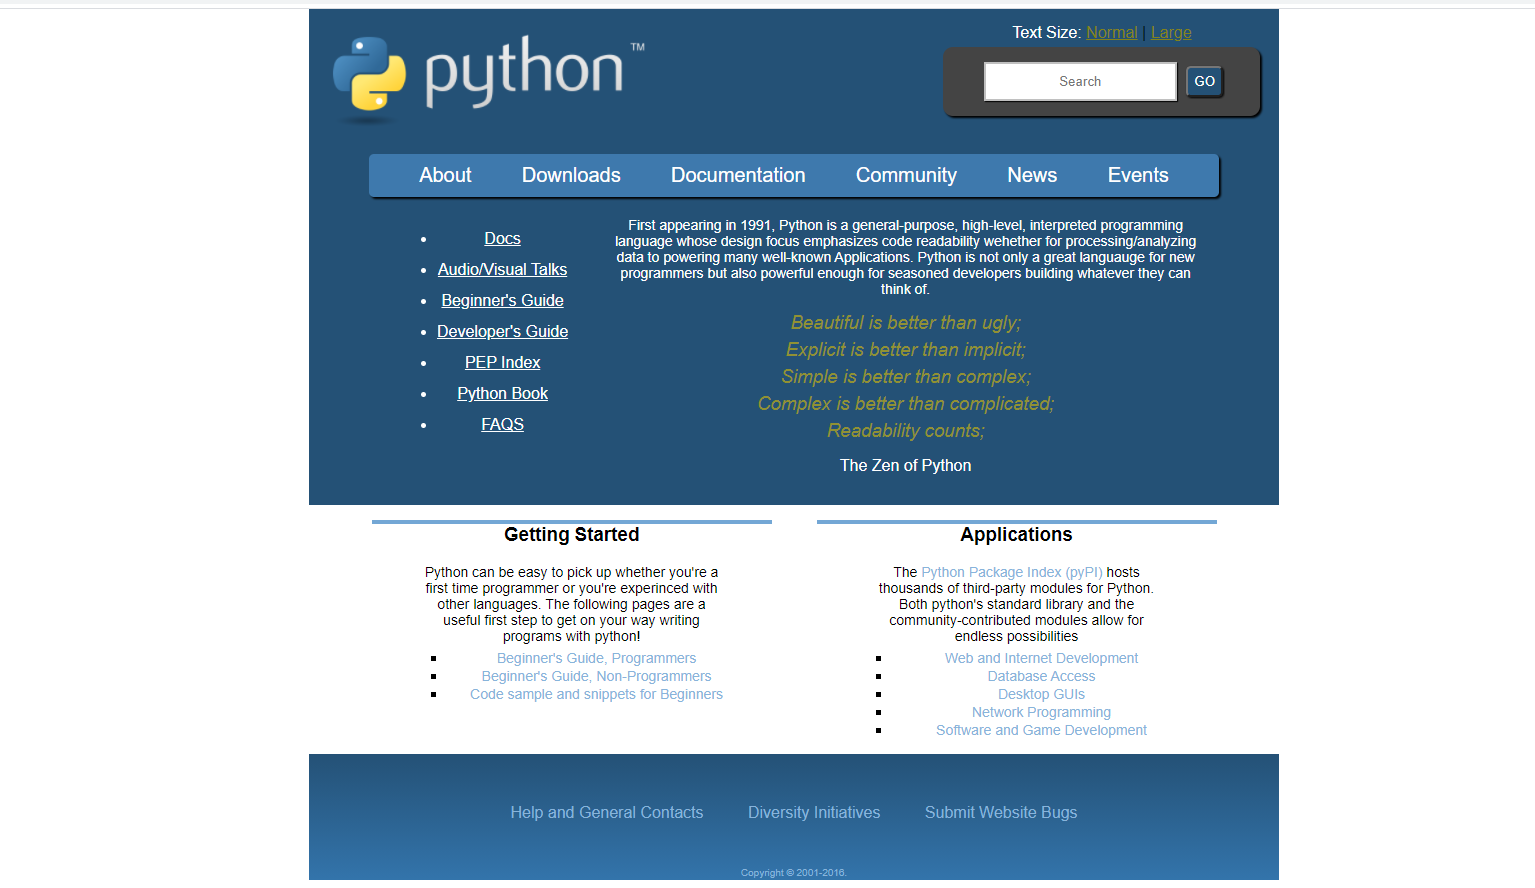 Text Size: Normal | Large
python™
Search
GO
About Downloads Documentation Community News Events
Docs
Audio/Visual Talks
Beginner's Guide
Developer's Guide
PEP Index
Python Book
FAQS
First appearing in 1991, Python is a general-purpose, high-level, interpreted programming
language whose design focus emphasizes code readability wehether for processing/analyzing
data to powering many well-known Applications. Python is not only a great languauge for new
programmers but also powerful enough for seasoned developers building whatever they can
think of.
Beautiful is better than ugly;
Explicit is better than implicit;
Simple is better than complex;
Complex is better than complicated;
Readability counts;
The Zen of Python
Getting Started
Python can be easy to pick up whether you're a
first time programmer or you're experinced with
other languages. The following pages are a
useful first step to get on your way writing
programs with python!
Beginner's Guide, Programmers
Beginner's Guide, Non-Programmers
Code sample and snippets for Beginners
Applications
The Python Package Index (pyPI) hosts
thousands of third-party modules for Python.
Both python's standard library and the
community-contributed modules allow for
endless possibilities
Web and Internet Development
Database Access
Desktop GUIs
Network Programming
Software and Game Development
Help and General Contacts Diversity Initiatives Submit Website Bugs
Copyright © 2001-2016.